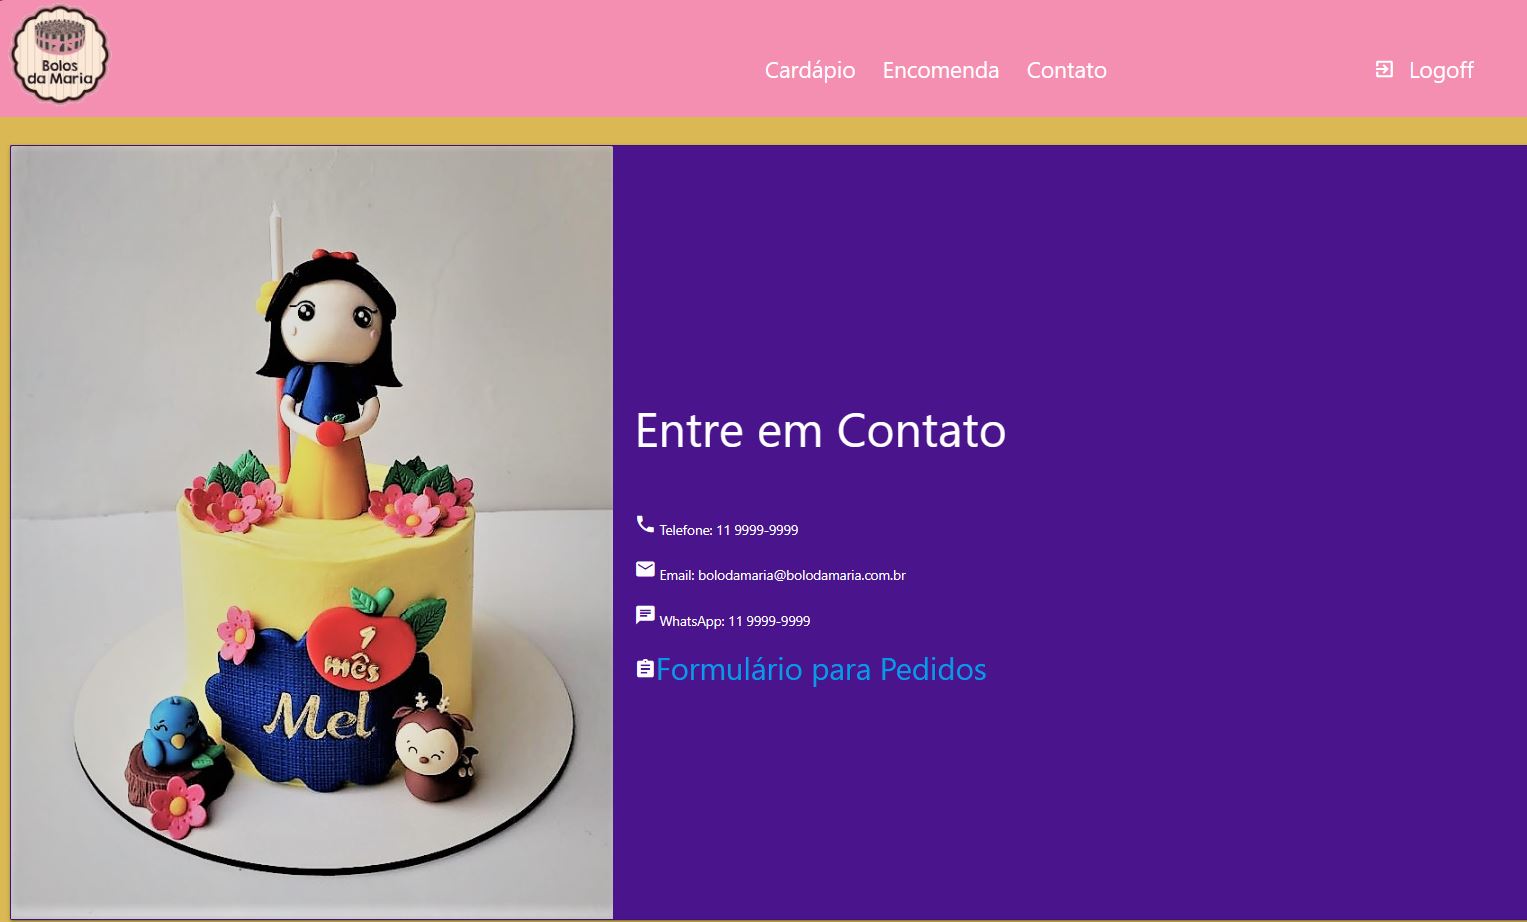 Bolos
da Maria
Cardápio Encomenda Contato Logoff
1
mês
Mel
Entre em Contato
Telefone: 11 9999-9999
Email: bolodamaria@bolodamaria.com.br
WhatsApp: 11 9999-9999
Formulário para Pedidos